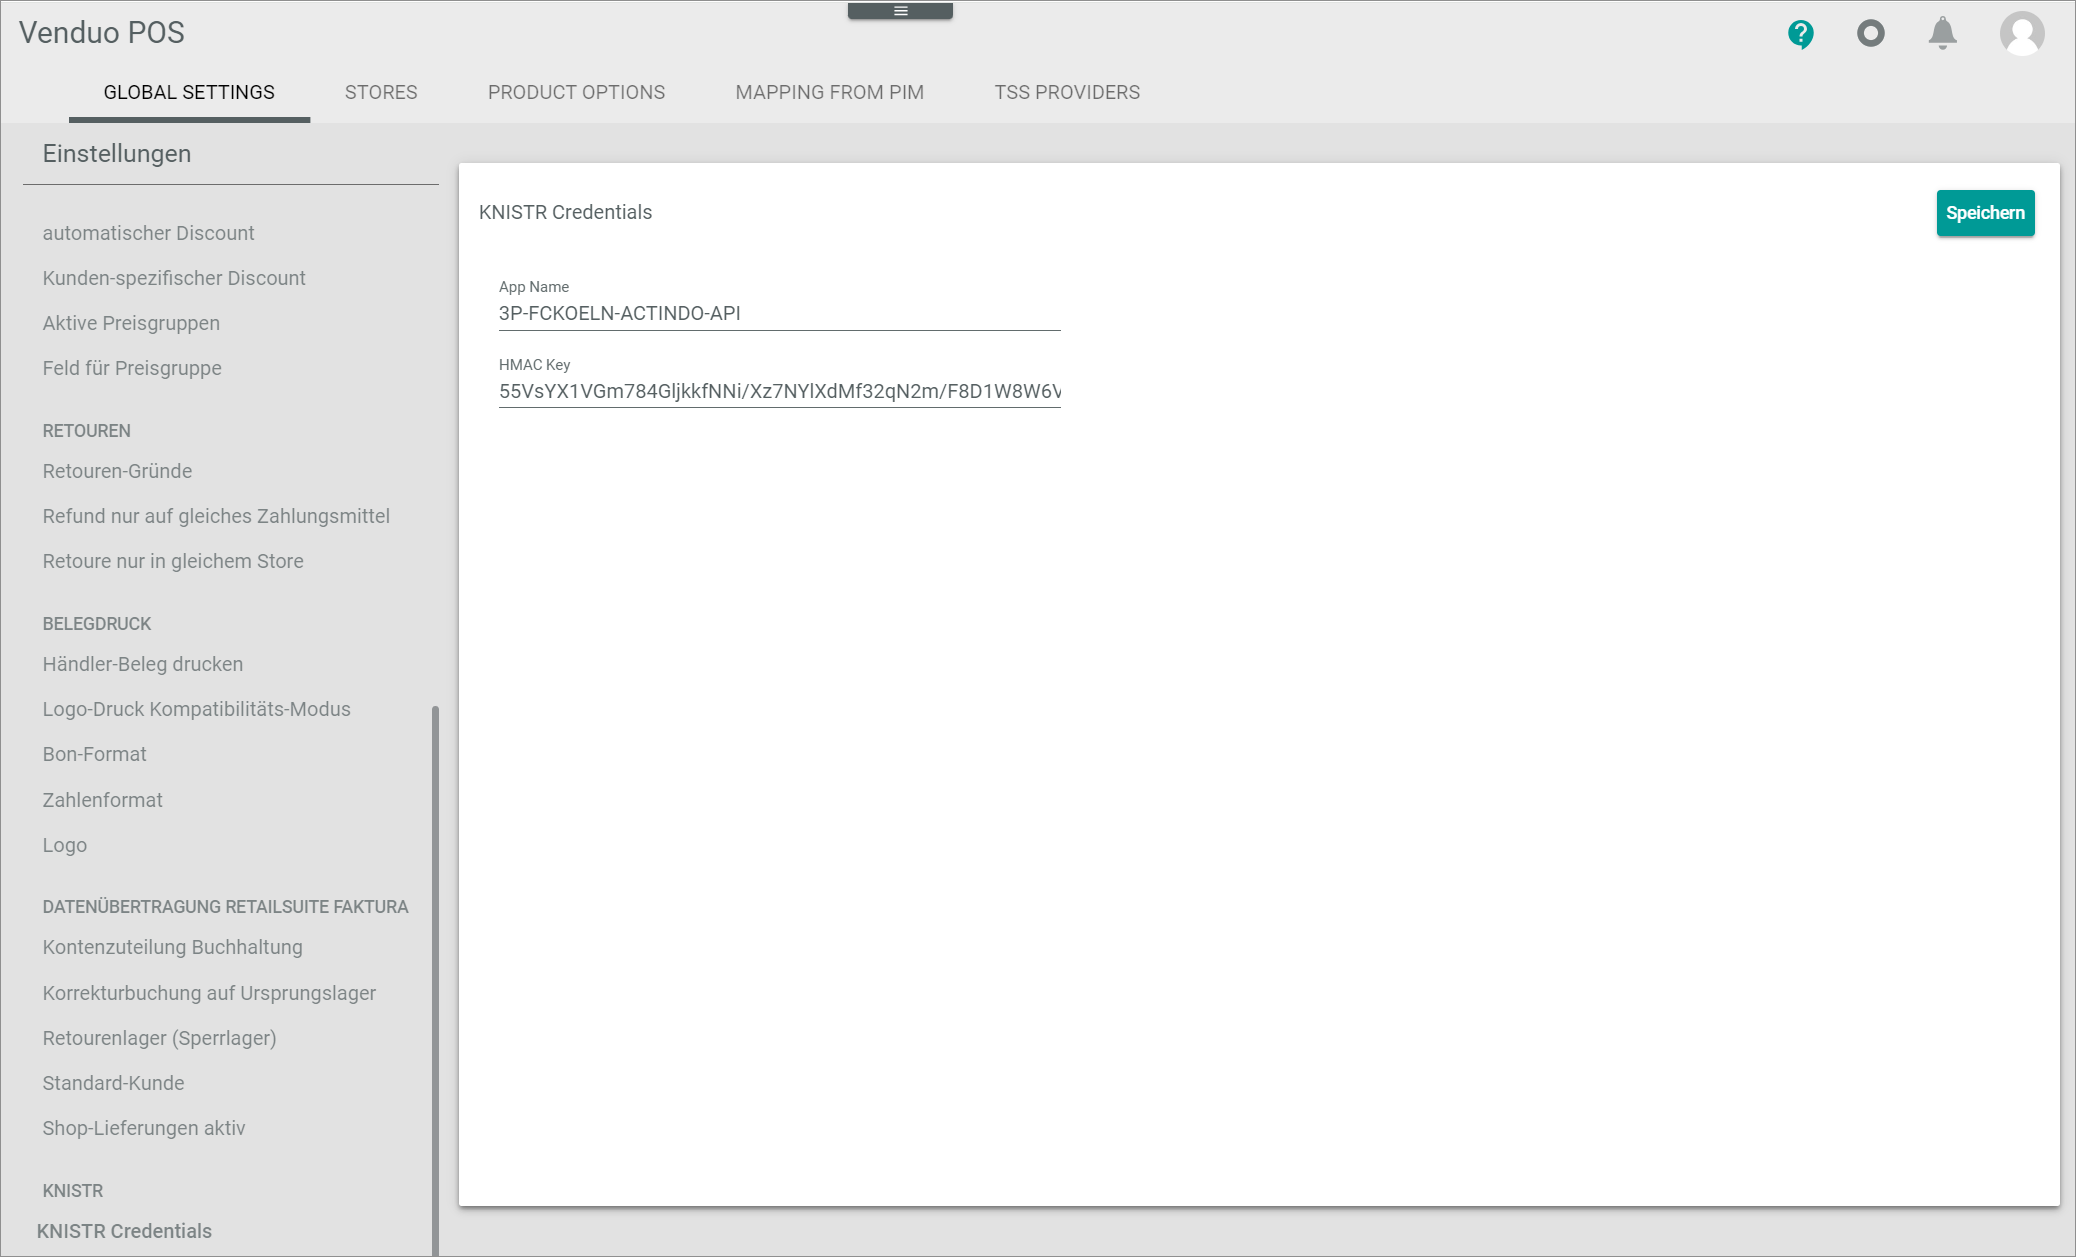 Venduo POS
GLOBAL SETTINGS
STORES
PRODUCT OPTIONS
MAPPING FROM PIM
TSS PROVIDERS
Einstellungen
automatischer Discount
Kunden-spezifischer Discount
Aktive Preisgruppen
Feld für Preisgruppe
RETOUREN
Retouren-Gründe
Refund nur auf gleiches Zahlungsmittel
Retoure nur in gleichem Store
BELEGDRUCK
Händler-Beleg drucken
Logo-Druck Kompatibilitäts-Modus
Bon-Format
Zahlenformat
Logo
DATENÜBERTRAGUNG RETAILSUITE FAKTURA
Kontenzuteilung Buchhaltung
Korrekturbuchung auf Ursprungslager
Retourenlager (Sperrlager)
Standard-Kunde
Shop-Lieferungen aktiv
KNISTR
KNISTR Credentials
KNISTR Credentials
Speichern
App Name
3P-FCKOELN-ACTINDO-API
HMAC Key
55VsYX1VGm784GljkkfNNi/Xz7NYlXdMf32qN2m/F8D1W8W6V